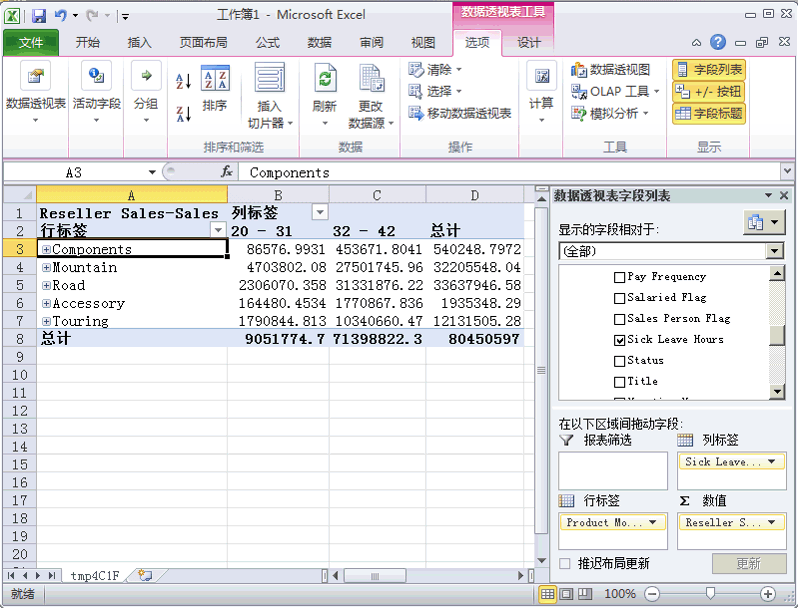 工作簿1 - Microsoft Excel
数据透视表工具
文件 开始 插入 页面布局 公式 数据 审阅 视图 选项 设计
数据透视表
活动字段
分组
排序
插入
切片器
排序和筛选
刷新
更改
数据源
数据
清除
选择
移动数据透视表
操作
计算
数据透视图
OLAP 工具
模拟分析
工具
字段列表
+/- 按钮
字段标题
显示
A3 fx Components
A B C D
1 Reseller Sales-Sales 列标签
2 行标签 20 - 31 32 - 42 总计
3 Components 86576.9931 453671.8041 540248.7972
4 Mountain 4703802.08 27501745.96 32205548.04
5 Road 2306070.358 31331876.22 33637946.58
6 Accessory 164480.4534 1770867.836 1935348.29
7 Touring 1790844.813 10340660.47 12131505.28
8 总计 9051774.7 71398822.3 80450597
9
10
11
12
13
14
15
16
17
18
19
20
tmp4C1F
就绪 100%
数据透视表字段列表
显示的字段相对于:
(全部)
Pay Frequency
Salaried Flag
Sales Person Flag
Sick Leave Hours
Status
Title
在以下区域间拖动字段:
报表筛选 列标签
Sick Leave...
行标签 Σ 数值
Product Mo... Reseller S...
推迟布局更新 更新